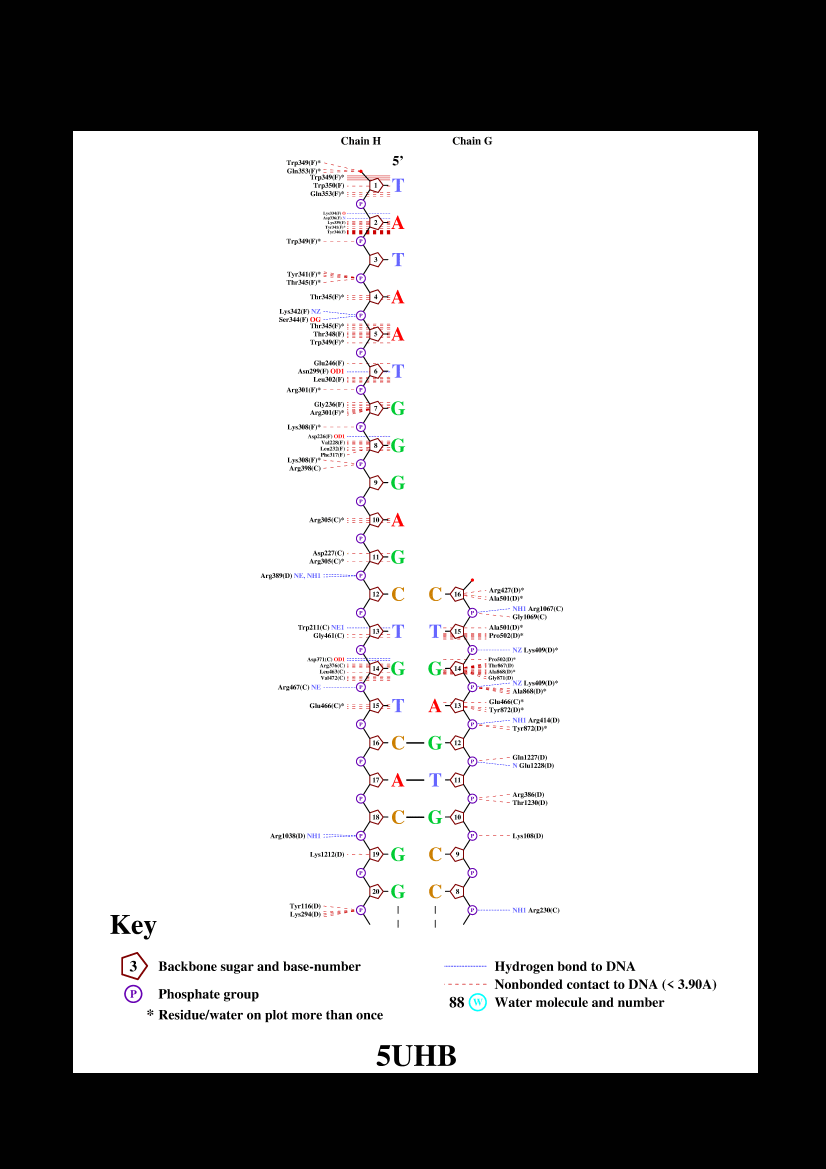 Chain H Chain G
5’
Trp349(F)*
Gln353(F)*
Trp349(F)*
Trp350(F) 1 T
Gln353(F)*
P
Lys334(F)
Asp336(F)
Lys339(F) 2 A
Tyr341(F)*
Tyr346(F)
Trp349(F)* P
3 T
Tyr341(F)* P
Thr345(F)*
Thr345(F)* 4 A
Lys342(F) NZ P
Ser344(F) OG
Thr345(F)*
Thr348(F) 5 A
Trp349(F)*
P
Glu246(F)
Asn299(F) OD1 6 T
Leu302(F)
Arg301(F)* P
Gly236(F) 7 G
Arg301(F)*
Lys308(F)* P
Asp226(F) OD1
Val228(F) 8 G
Leu232(F)
Phe317(F)
Lys308(F)* P
Arg398(C)
9 G
P
Arg305(C)* 10 A
P
Asp227(C) 11 G
Arg305(C)*
Arg389(D) NE, NH1 P
12 C C 16 Arg427(D)*
Ala501(D)*
P P NH1 Arg1067(C)
Gly1069(C)
Trp211(C) NE1 13 T T 15 Ala501(D)*
Gly461(C) Pro502(D)*
P P NZ Lys409(D)*
Asp371(C) OD1 Pro502(D)*
Arg376(C) 14 G G 14 Thr867(D)
Leu463(C) Ala868(D)*
Val472(C) Gly871(D)
Arg467(C) NE P P NZ Lys409(D)*
Ala868(D)*
Glu466(C)* 15 T A 13 Glu466(C)*
Tyr872(D)*
P P NH1 Arg414(D)
Tyr872(D)*
16 C G 12
P P Gln1227(D)
N Glu1228(D)
17 A T 11
P P Arg386(D)
Thr1230(D)
18 C G 10
Arg1038(D) NH1 P P Lys108(D)
Lys1212(D) 19 G C 9
P P
20 G C 8
Tyr116(D) P P NH1 Arg230(C)
Lys294(D)
Key
3 Backbone sugar and base-number
P Phosphate group
* Residue/water on plot more than once
Hydrogen bond to DNA
Nonbonded contact to DNA (< 3.90A)
88 W Water molecule and number
5UHB